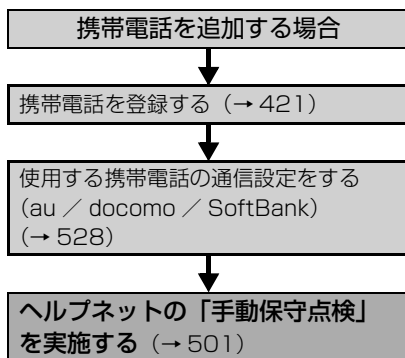 携帯電話を追加する場合
携帯電話を登録する（→ 421）
使用する携帯電話の通信設定をする
（au ／ docomo ／ SoftBank）
（→ 528）
ヘルプネットの「手動保守点検」
を実施する（→ 501）